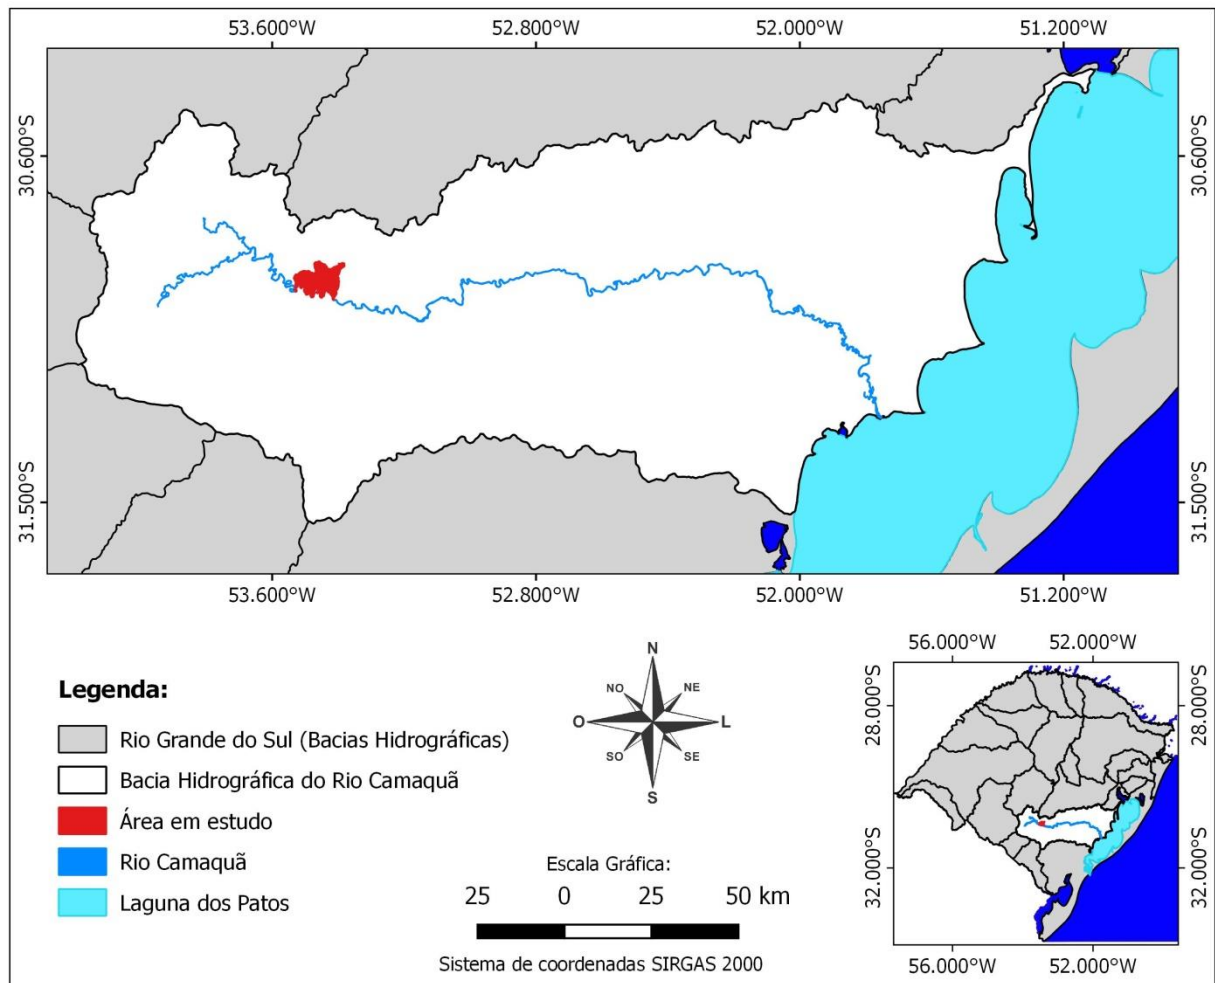 53.600°W 52.800°W 52.000°W 51.200°W
30.600°S 30.600°S
31.500°S 31.500°S
53.600°W 52.800°W 52.000°W 51.200°W
Legenda:
Rio Grande do Sul (Bacias Hidrográficas)
Bacia Hidrográfica do Rio Camaquã
Área em estudo
Rio Camaquã
Laguna dos Patos
N
NO NE
O L
SO SE
S
Escala Gráfica:
25 0 25 50 km
Sistema de coordenadas SIRGAS 2000
56.000°W 52.000°W
28.000°S 28.000°S
32.000°S 32.000°S
56.000°W 52.000°W